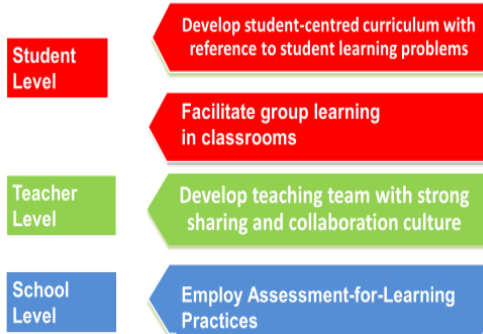 Student
Level
Develop student-centred curriculum with
reference to student learning problems
Facilitate group learning
in classrooms
Teacher
Level
Develop teaching team with strong
sharing and collaboration culture
School
Level
Employ Assessment-for-Learning
Practices